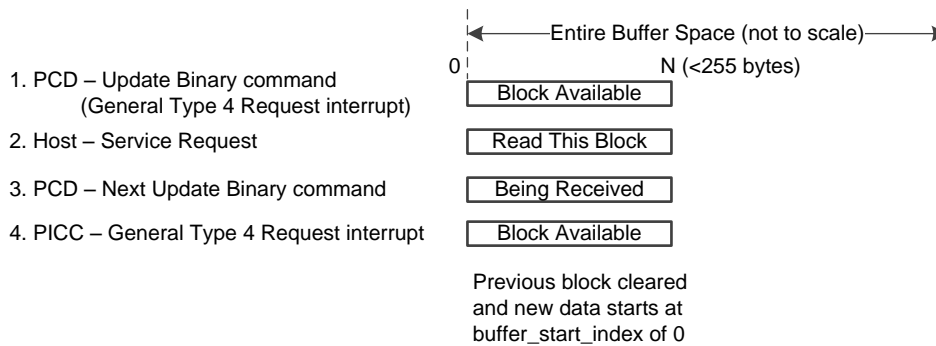 Entire Buffer Space (not to scale)
0 N (<255 bytes)
1. PCD – Update Binary command
(General Type 4 Request interrupt)
Block Available
2. Host – Service Request
Read This Block
3. PCD – Next Update Binary command
Being Received
4. PICC – General Type 4 Request interrupt
Block Available
Previous block cleared
and new data starts at
buffer_start_index of 0